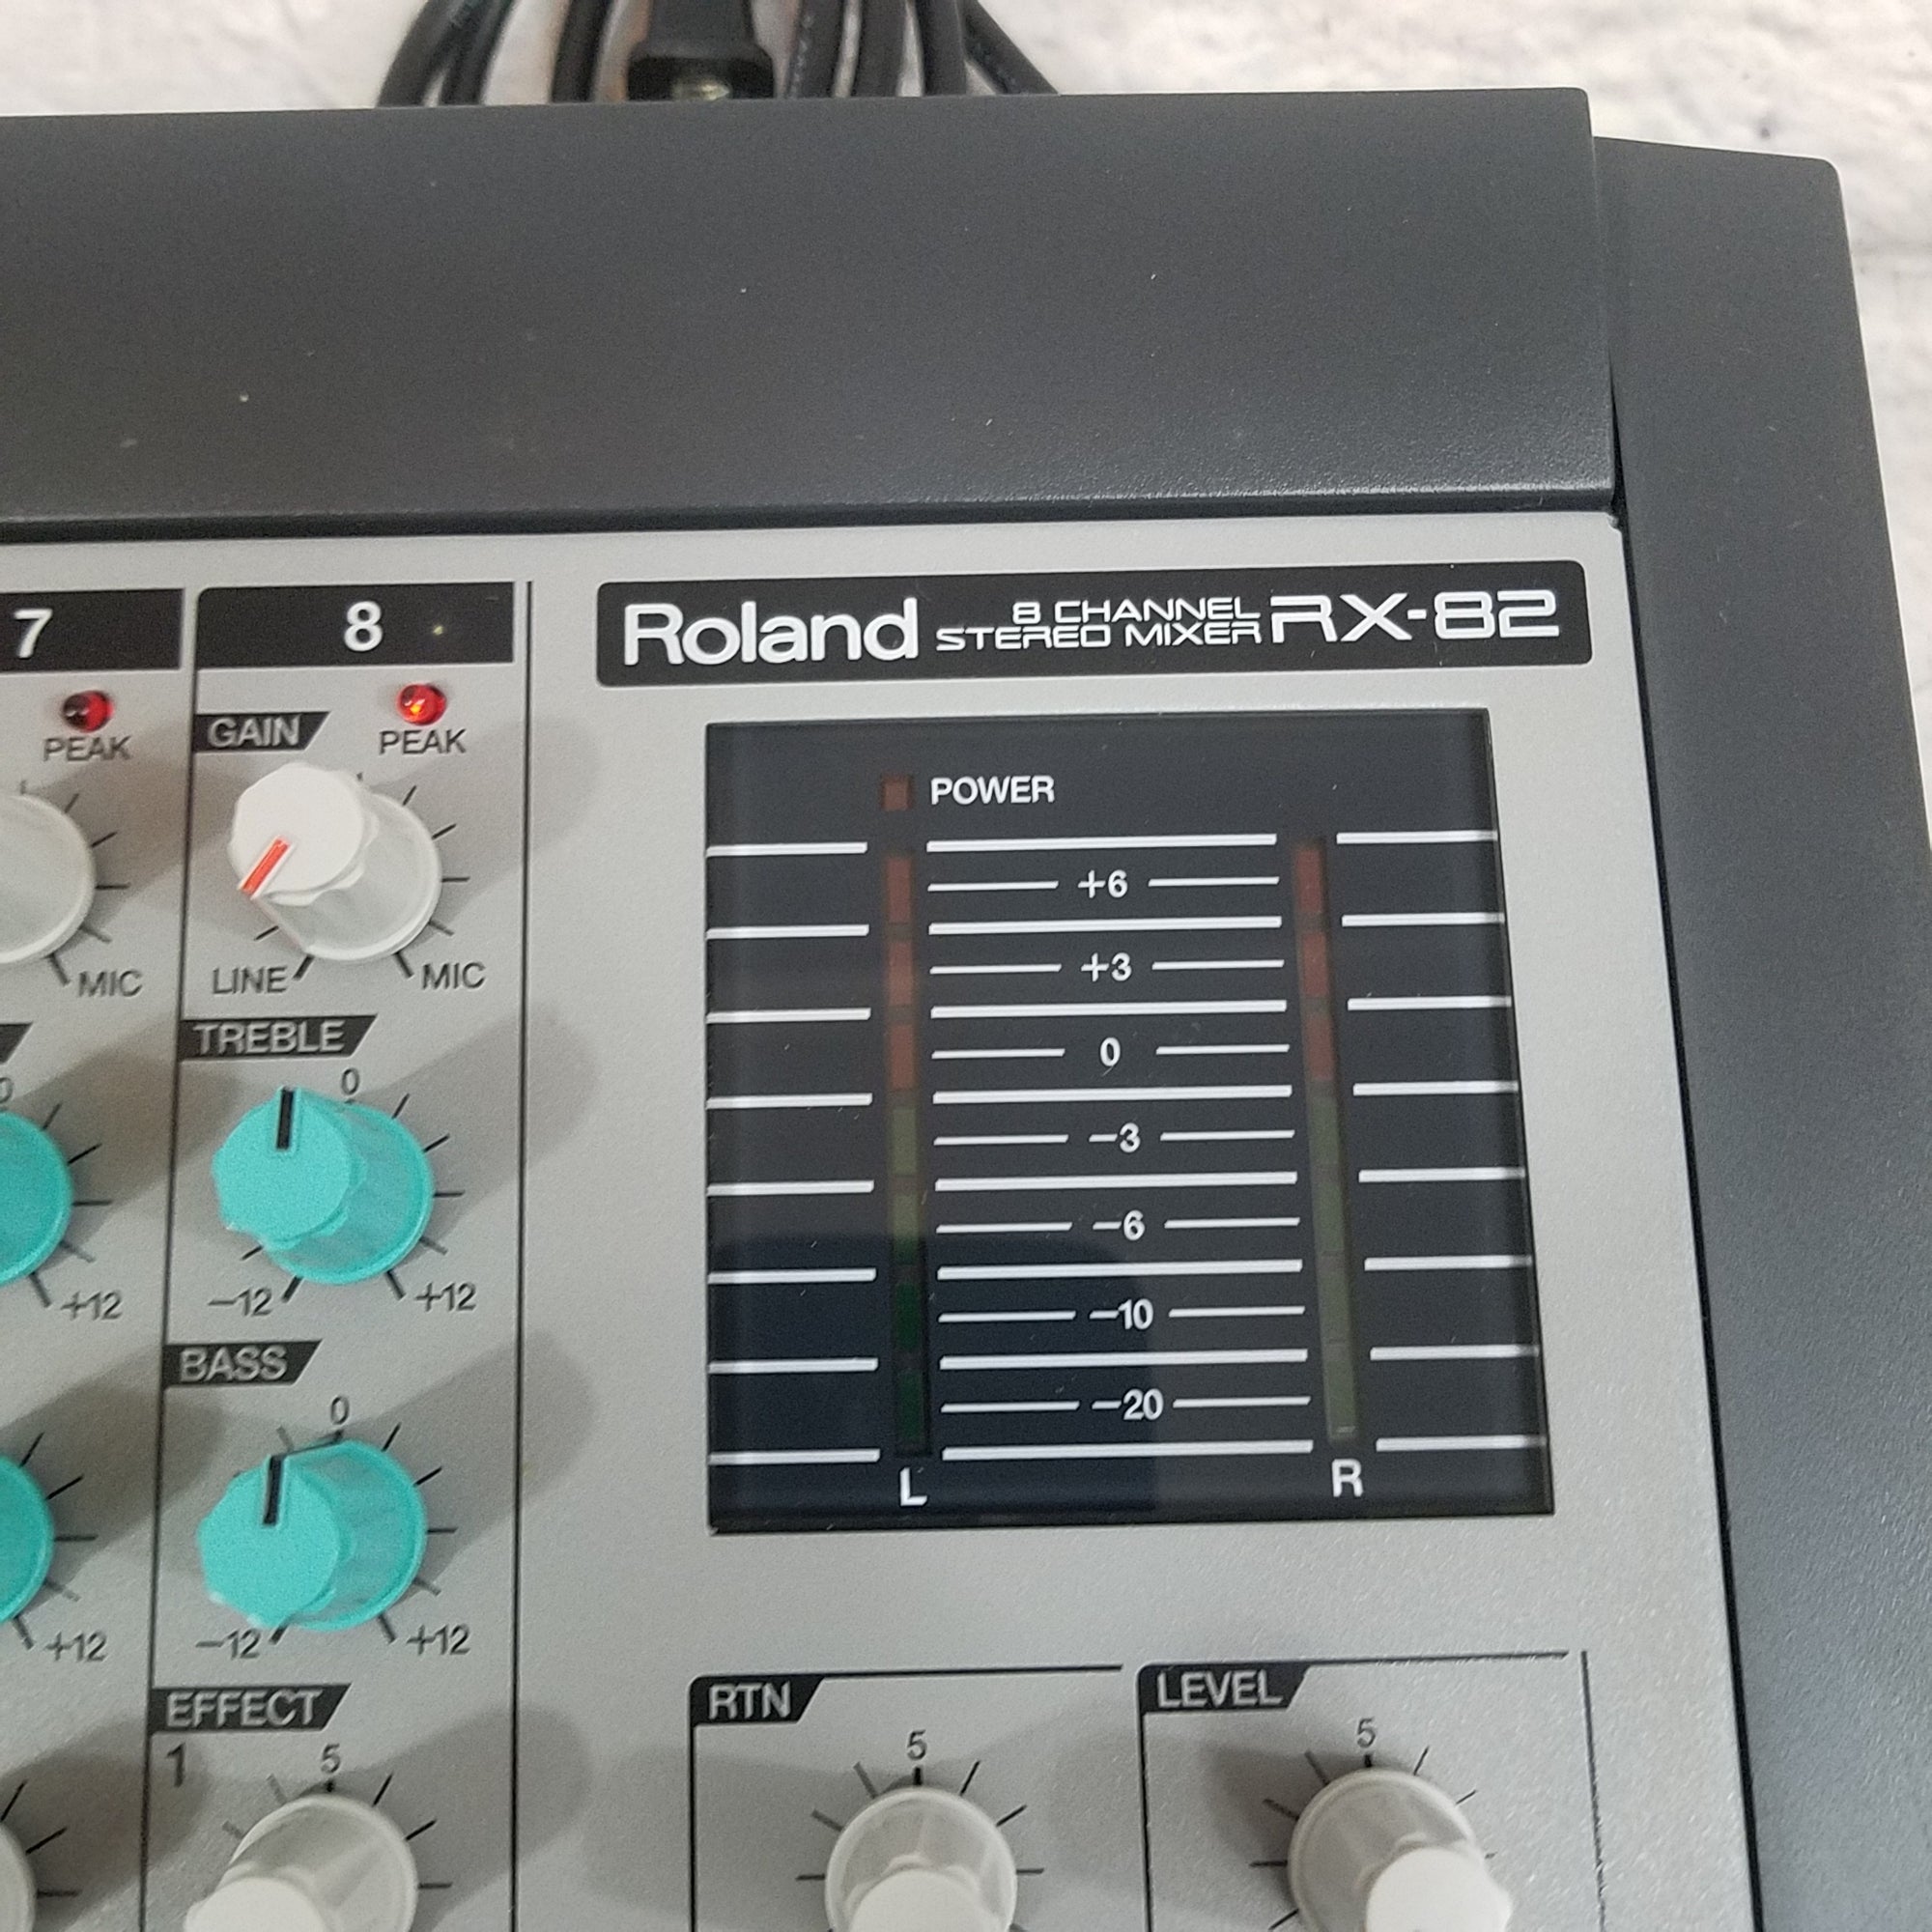 7
8
Roland
8 CHANNEL
STEREO MIXER
RX-82
PEAK
GAIN
PEAK
POWER
+6
MIC
LINE
MIC
+3
TREBLE
0
0
0
-3
-6
+12
-12
+12
-10
BASS
0
-20
L
R
+12
-12
+12
EFFECT
1
5
RTN
5
LEVEL
5